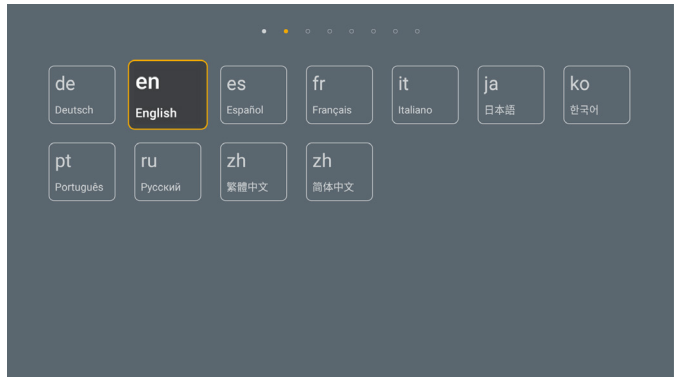 de
Deutsch
en
English
es
Español
fr
Français
it
Italiano
ja
日本語
ko
한국어
pt
Português
ru
Русский
zh
繁體中文
zh
简体中文